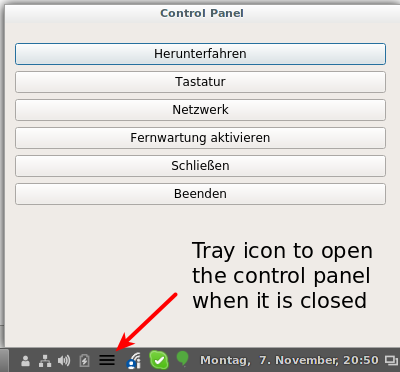 Control Panel
Herunterfahren
Tastatur
Netzwerk
Fernwartung aktivieren
Schließen
Beenden
Tray icon to open
the control panel
when it is closed
Montag,  7. November, 20:50